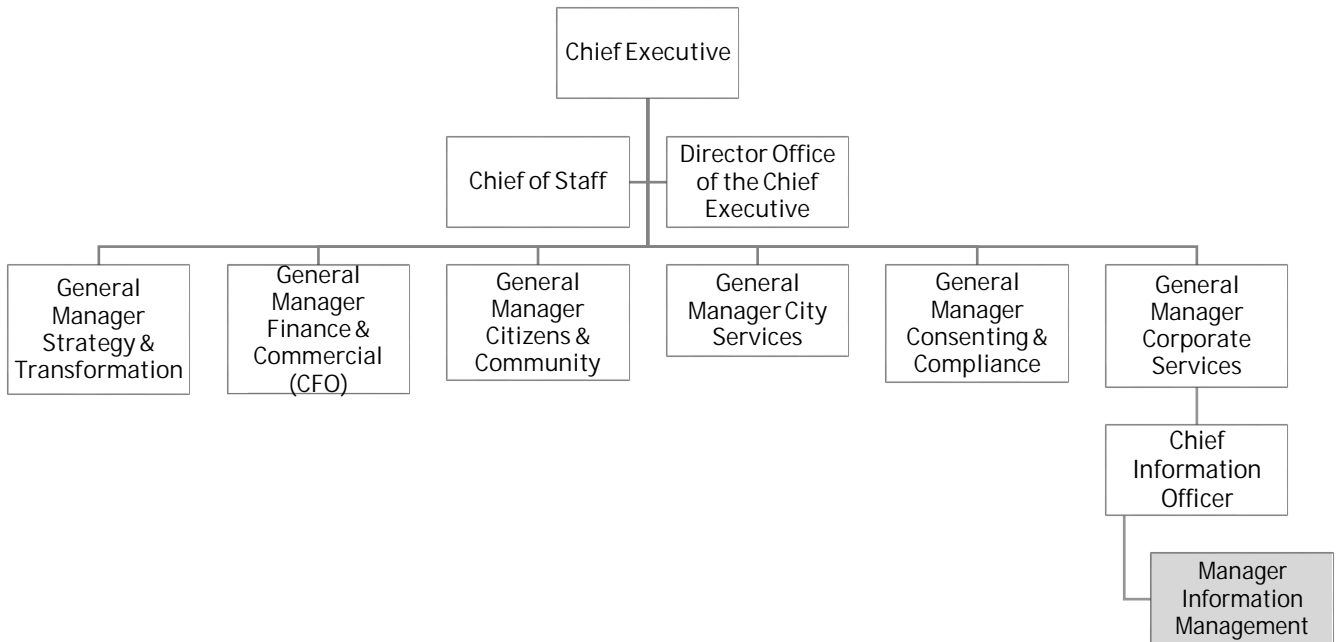 Chief Executive
Chief of Staff
Director Office
of the Chief
Executive
General
Manager
Strategy &
Transformation
General
Manager
Finance &
Commercial
(CFO)
General
Manager
Citizens &
Community
General
Manager City
Services
General
Manager
Consenting &
Compliance
General
Manager
Corporate
Services
Chief
Information
Officer
Manager
Information
Management